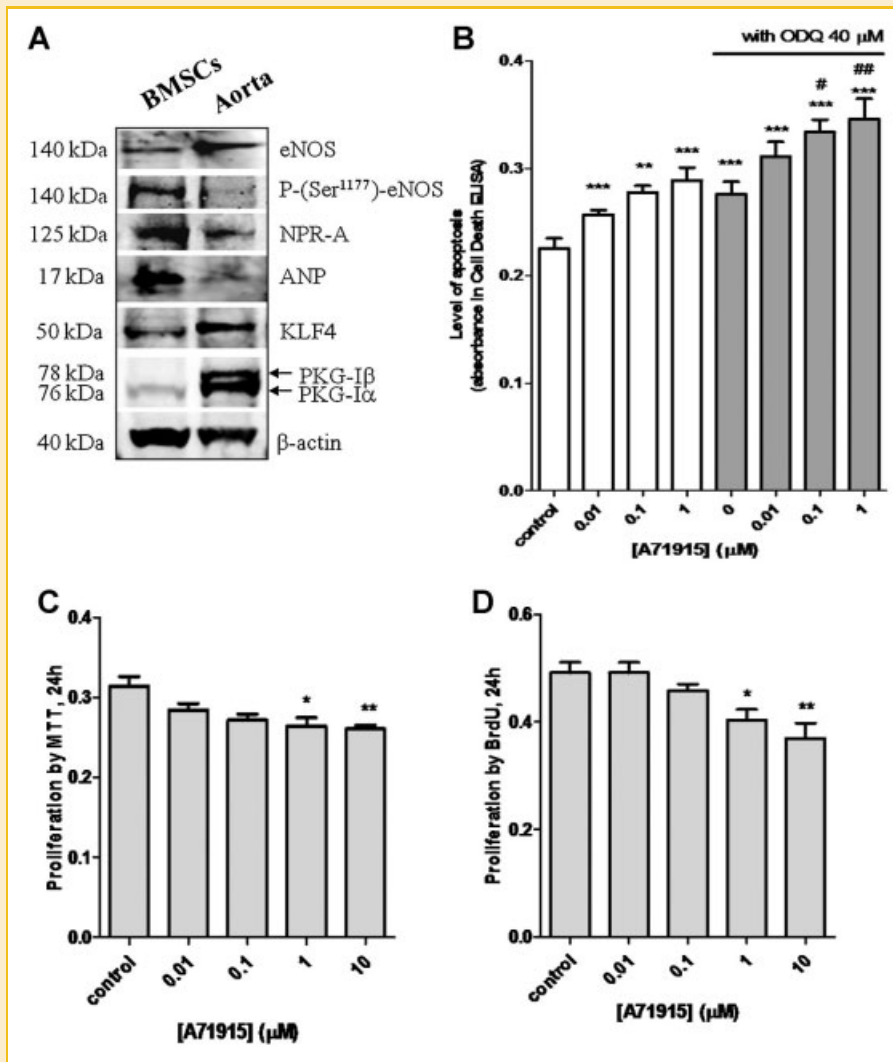 A
BMSCs Aorta
140 kDa eNOS
140 kDa P-(Ser¹¹⁷⁷)-eNOS
125 kDa NPR-A
17 kDa ANP
50 kDa KLF4
78 kDa PKG-Iβ
76 kDa PKG-Iα
40 kDa β-actin
B
with ODQ 40 μM
Level of apoptosis
(absorbance in Cell Death ELISA)
0.4
0.3
0.2
0.1
0.0
*** ** *** *** *** # *** ## ***
control 0.01 0.1 1 0 0.01 0.1 1
[A71915] (μM)
C
Proliferation by MTT, 24h
0.4
0.3
0.2
0.1
0.0
* **
control 0.01 0.1 1 10
[A71915] (μM)
D
Proliferation by BrdU, 24h
0.6
0.4
0.2
0.0
* **
control 0.01 0.1 1 10
[A71915] (μM)